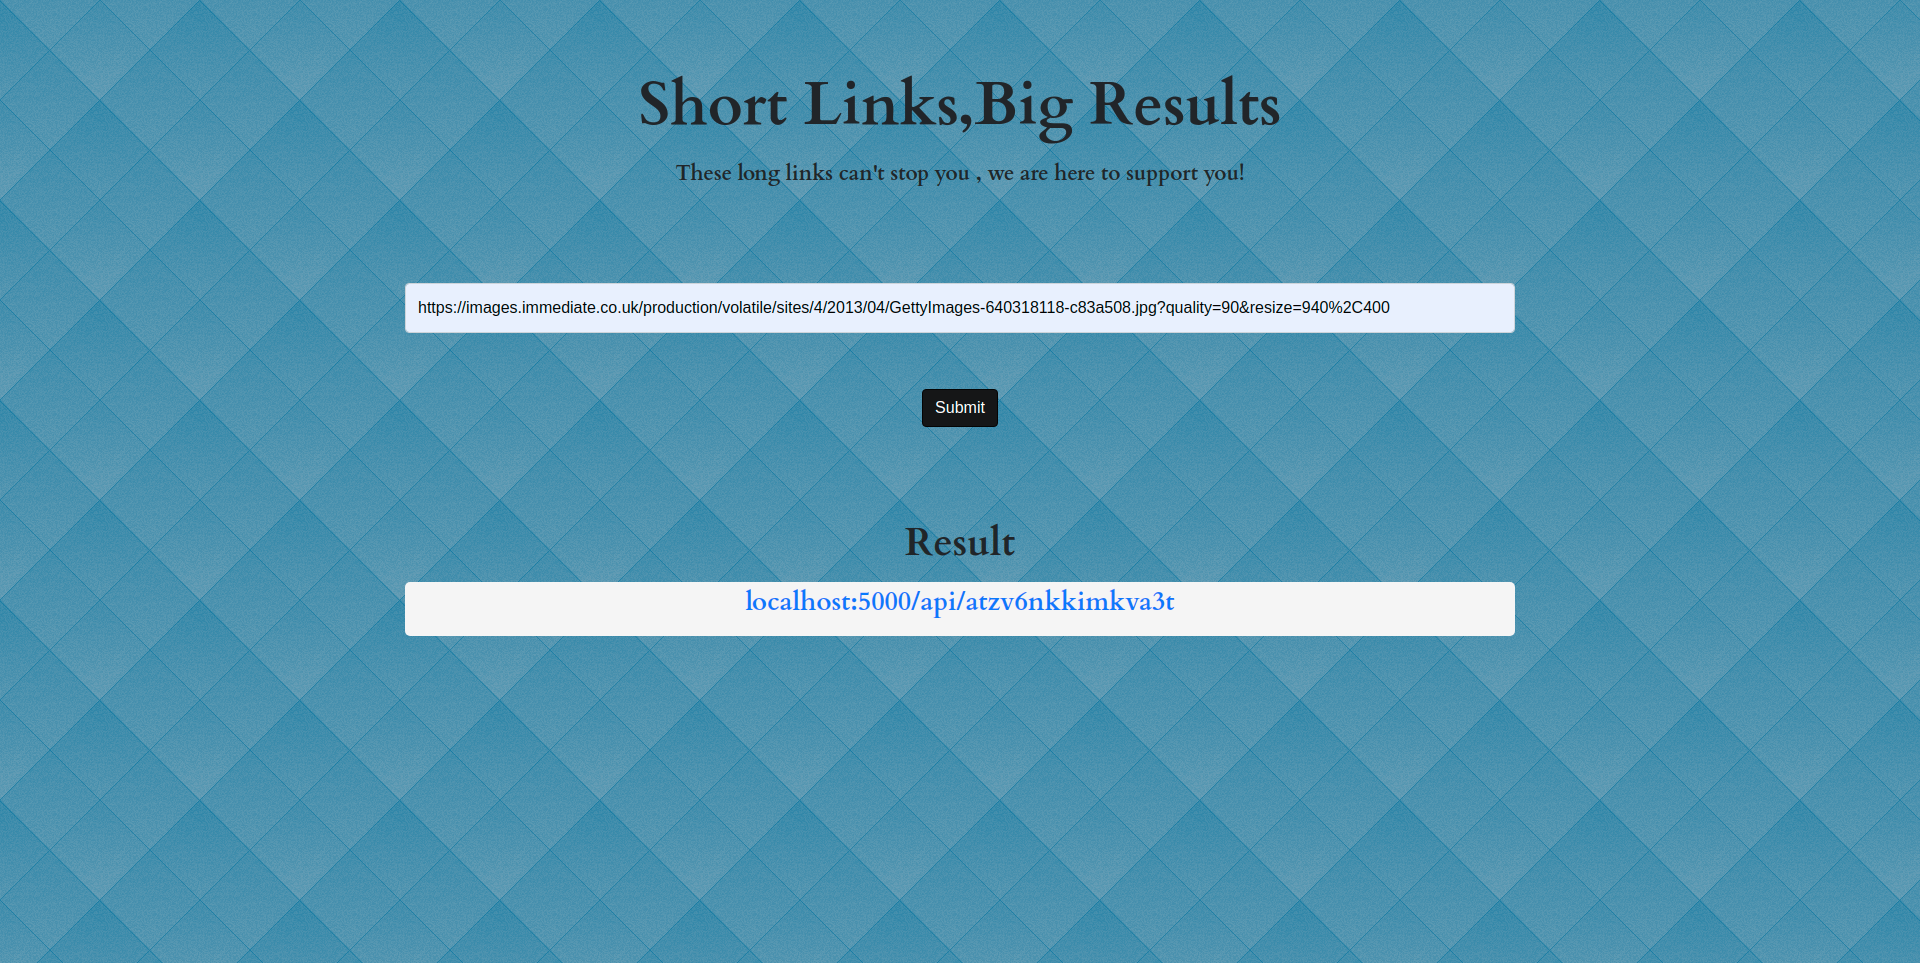 Short Links,Big Results
These long links can't stop you , we are here to support you!
https://images.immediate.co.uk/production/volatile/sites/4/2013/04/GettyImages-640318118-c83a508.jpg?quality=90&resize=940%2C400
Submit
Result
localhost:5000/api/atzv6nkkimkva3t